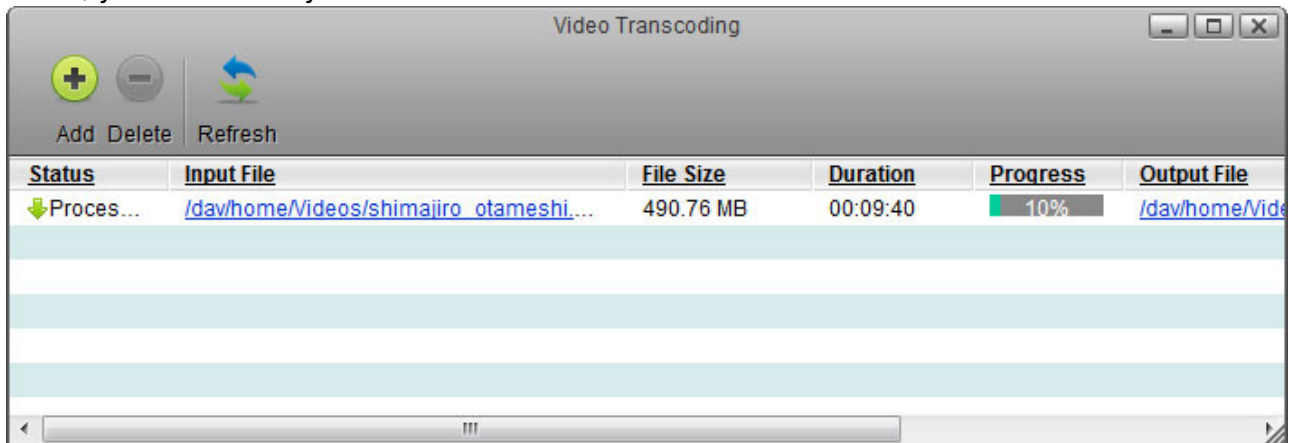 Video Transcoding
Add Delete Refresh
Status Input File File Size Duration Progress Output File
Proces... /dav/home/Videos/shimajiro_otameshi.... 490.76 MB 00:09:40 10% /dav/home/Vide